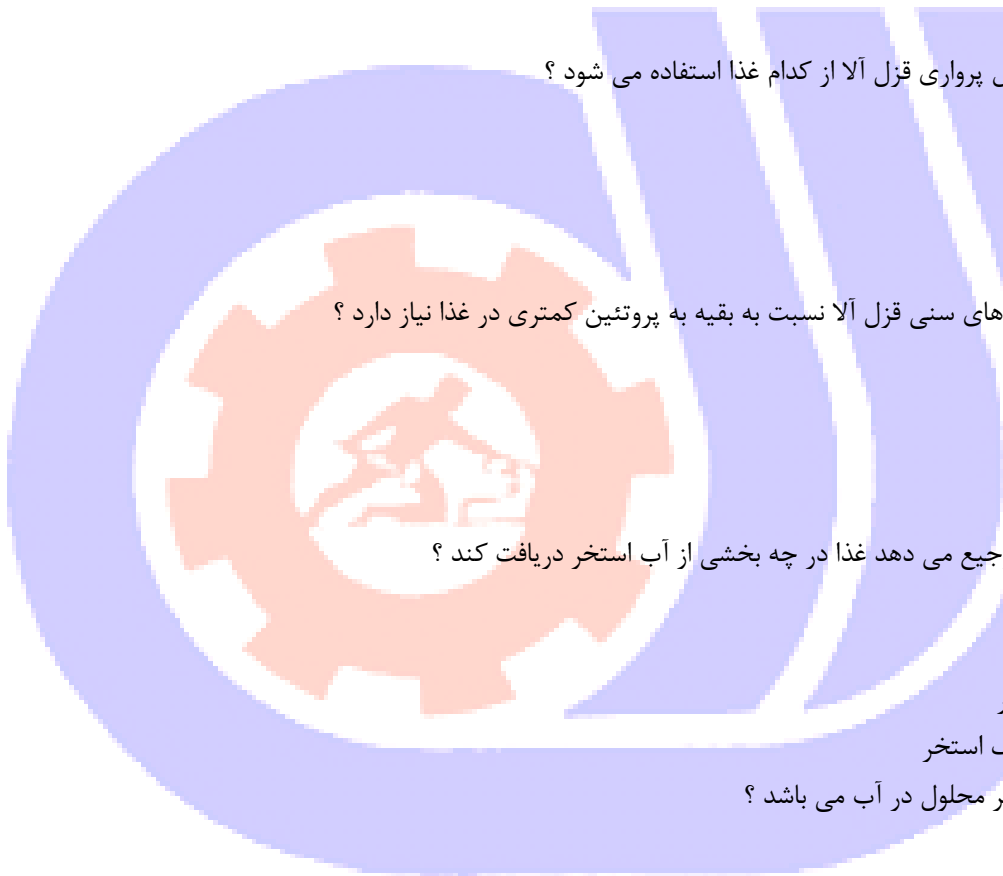 پرواری قزل آلا از کدام غذا استفاده می شود ؟
های سنی قزل آلا نسبت به بقیه به پروتئین کمتری در غذا نیاز دارد ؟
می دهد غذا در چه بخشی از آب استخر دریافت کند ؟
استخر
محلول در آب می باشد ؟